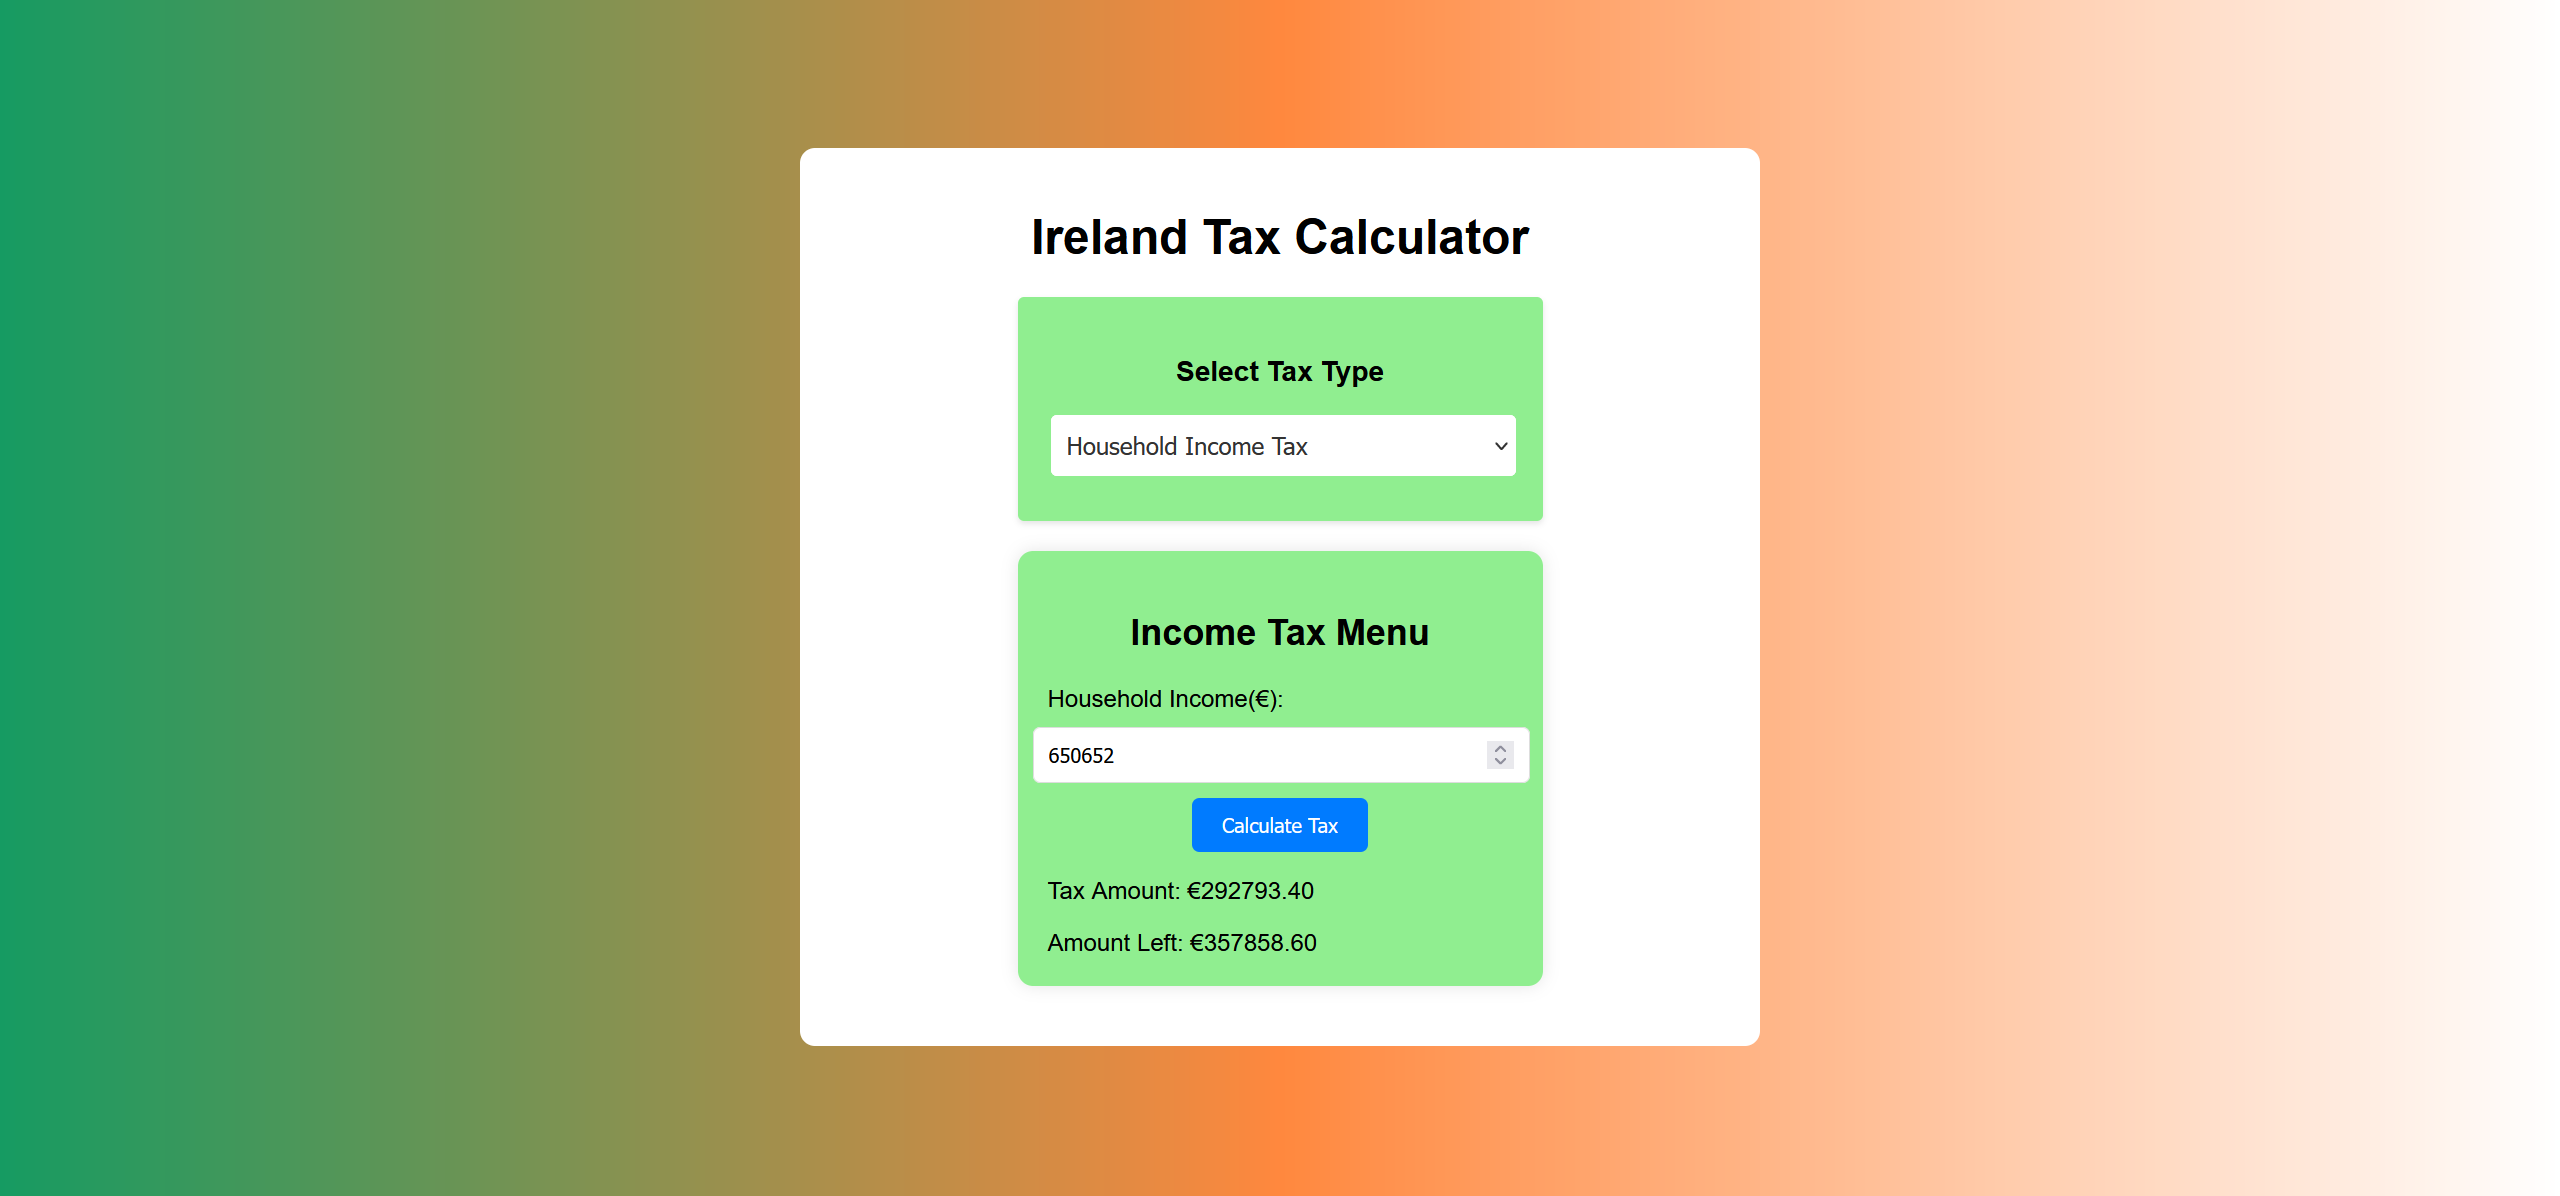 Ireland Tax Calculator
Select Tax Type
Household Income Tax
Income Tax Menu
Household Income(€):
650652
Calculate Tax
Tax Amount: €292793.40
Amount Left: €357858.60